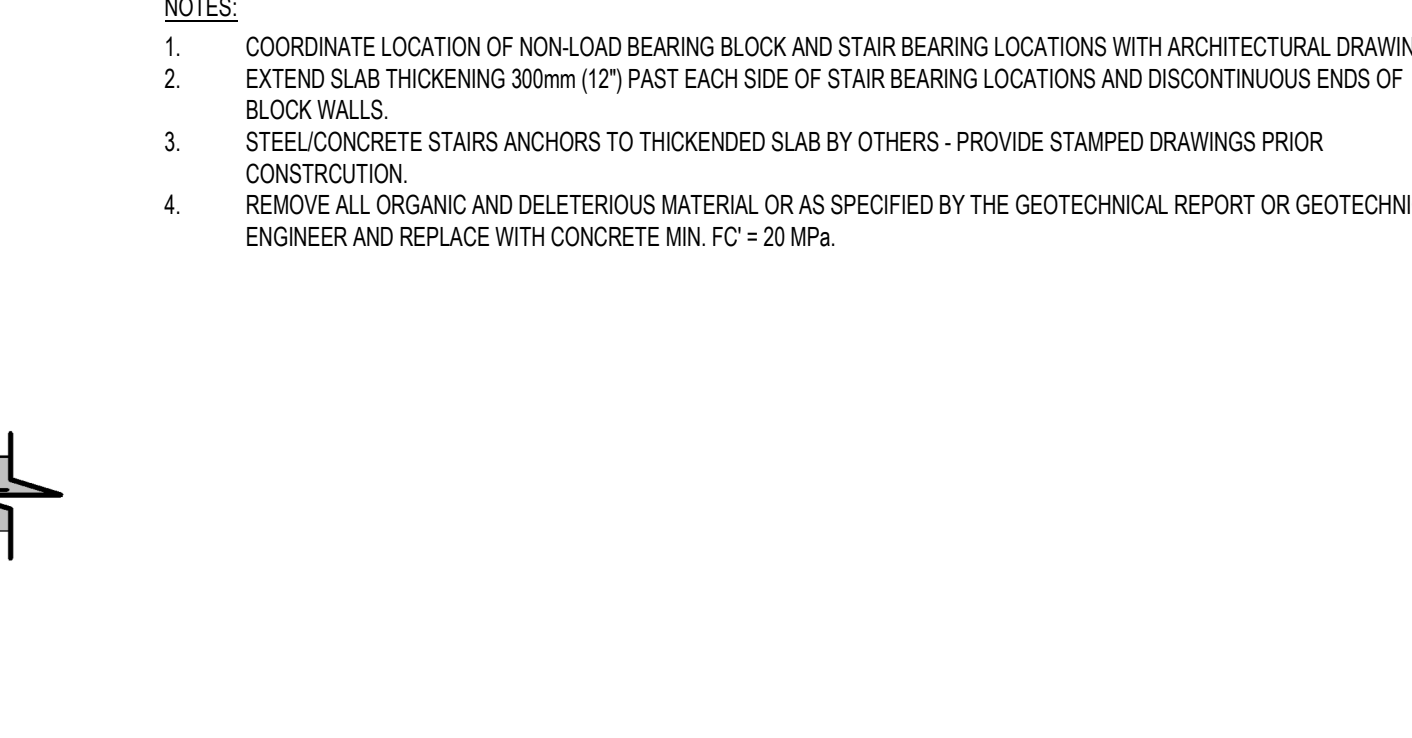 NOTES:
1. COORDINATE LOCATION OF NON-LOAD BEARING BLOCK AND STAIR BEARING LOCATIONS WITH ARCHITECTURAL
2. EXTEND SLAB THICKENING 300mm (12") PAST EACH SIDE OF STAIR BEARING LOCATIONS AND DISCONTINUOUS ENDS OF
BLOCK WALLS.
3. STEEL/CONCRETE STAIRS ANCHORS TO THICKENDED SLAB BY OTHERS - PROVIDE STAMPED DRAWINGS PRIOR
CONSTRCUTION.
4. REMOVE ALL ORGANIC AND DELETERIOUS MATERIAL OR AS SPECIFIED BY THE GEOTECHNICAL REPORT OR
ENGINEER AND REPLACE WITH CONCRETE MIN. FC' = 20 MPa.